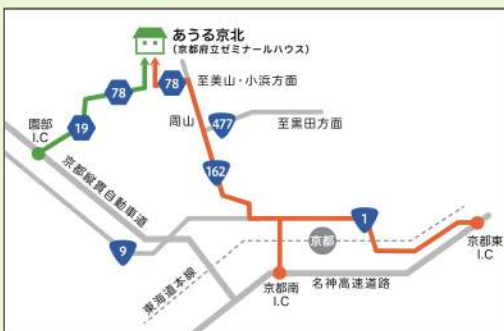 あうる京北
(京都府立ゼミナールハウス)
78
78
至美山・小浜方面
19
周山
477
至黒田方面
園部
I.C
162
京都縦貫自動車道
1
9
京都
京都東
I.C
東海道本線
京都南
I.C
名神高速道路